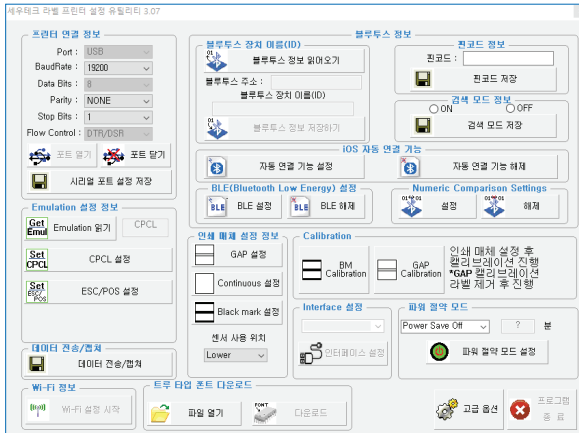 세우테크 라벨 프린터 설정 유틸리티 3.07
프린터 연결 정보
Port : USB
BaudRate : 19200
Data Bits : 8
Parity : NONE
Stop Bits : 1
Flow Control : DTR/DSR
포트 열기
포트 닫기
시리얼 포트 설정 저장
블루투스 정보
블루투스 장치 이름(ID)
블루투스 정보 읽어오기
블루투스 주소 :
블루투스 장치 이름(ID)
블루투스 정보 저장하기
핀코드 정보
핀코드 :
핀코드 저장
검색 모드 정보
ON OFF
검색 모드 저장
iOS 자동 연결 기능
자동 연결 기능 설정
자동 연결 기능 해제
BLE(Bluetooth Low Energy) 설정
BLE BLE 설정
BLE BLE 해제
Numeric Comparison Settings
설정
해제
Emulation 설정 정보
Get Emul
Emulation 읽기
CPCL
Set CPCL
CPCL 설정
Set ESC/POS
ESC/POS 설정
인쇄 매체 설정 정보
GAP 설정
Continuous 설정
Black mark 설정
센서 사용 위치
Lower
Calibration
BM Calibration
GAP Calibration
인쇄 매체 설정 후
캘리브레이션 진행
*GAP 캘리브레이션
라벨 제거 후 진행
Interface 설정
인터페이스 설정
파워 절약 모드
Power Save Off ? 분
파워 절약 모드 설정
데이터 전송/캡쳐
데이터 전송/캡쳐
Wi-Fi 정보
Wi-Fi 설정 시작
트루 타입 폰트 다운로드
파일 열기
FONT
다운로드
고급 옵션
프로그램
종 료